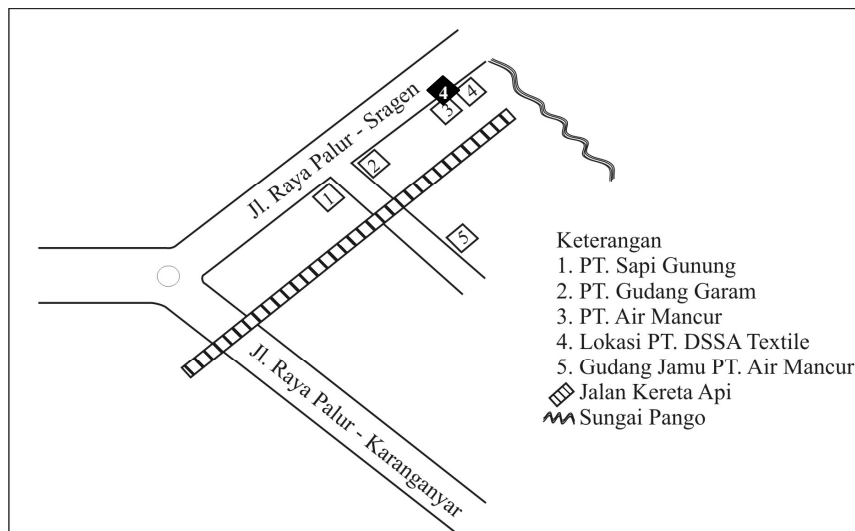 Jl. Raya Palur - Sragen
4
4
3
2
1
5
Jl. Raya Palur - Karanganyar
Keterangan
1. PT. Sapi Gunung
2. PT. Gudang Garam
3. PT. Air Mancur
4. Lokasi PT. DSSA Textile
5. Gudang Jamu PT. Air Mancur
Jalan Kereta Api
Sungai Pango